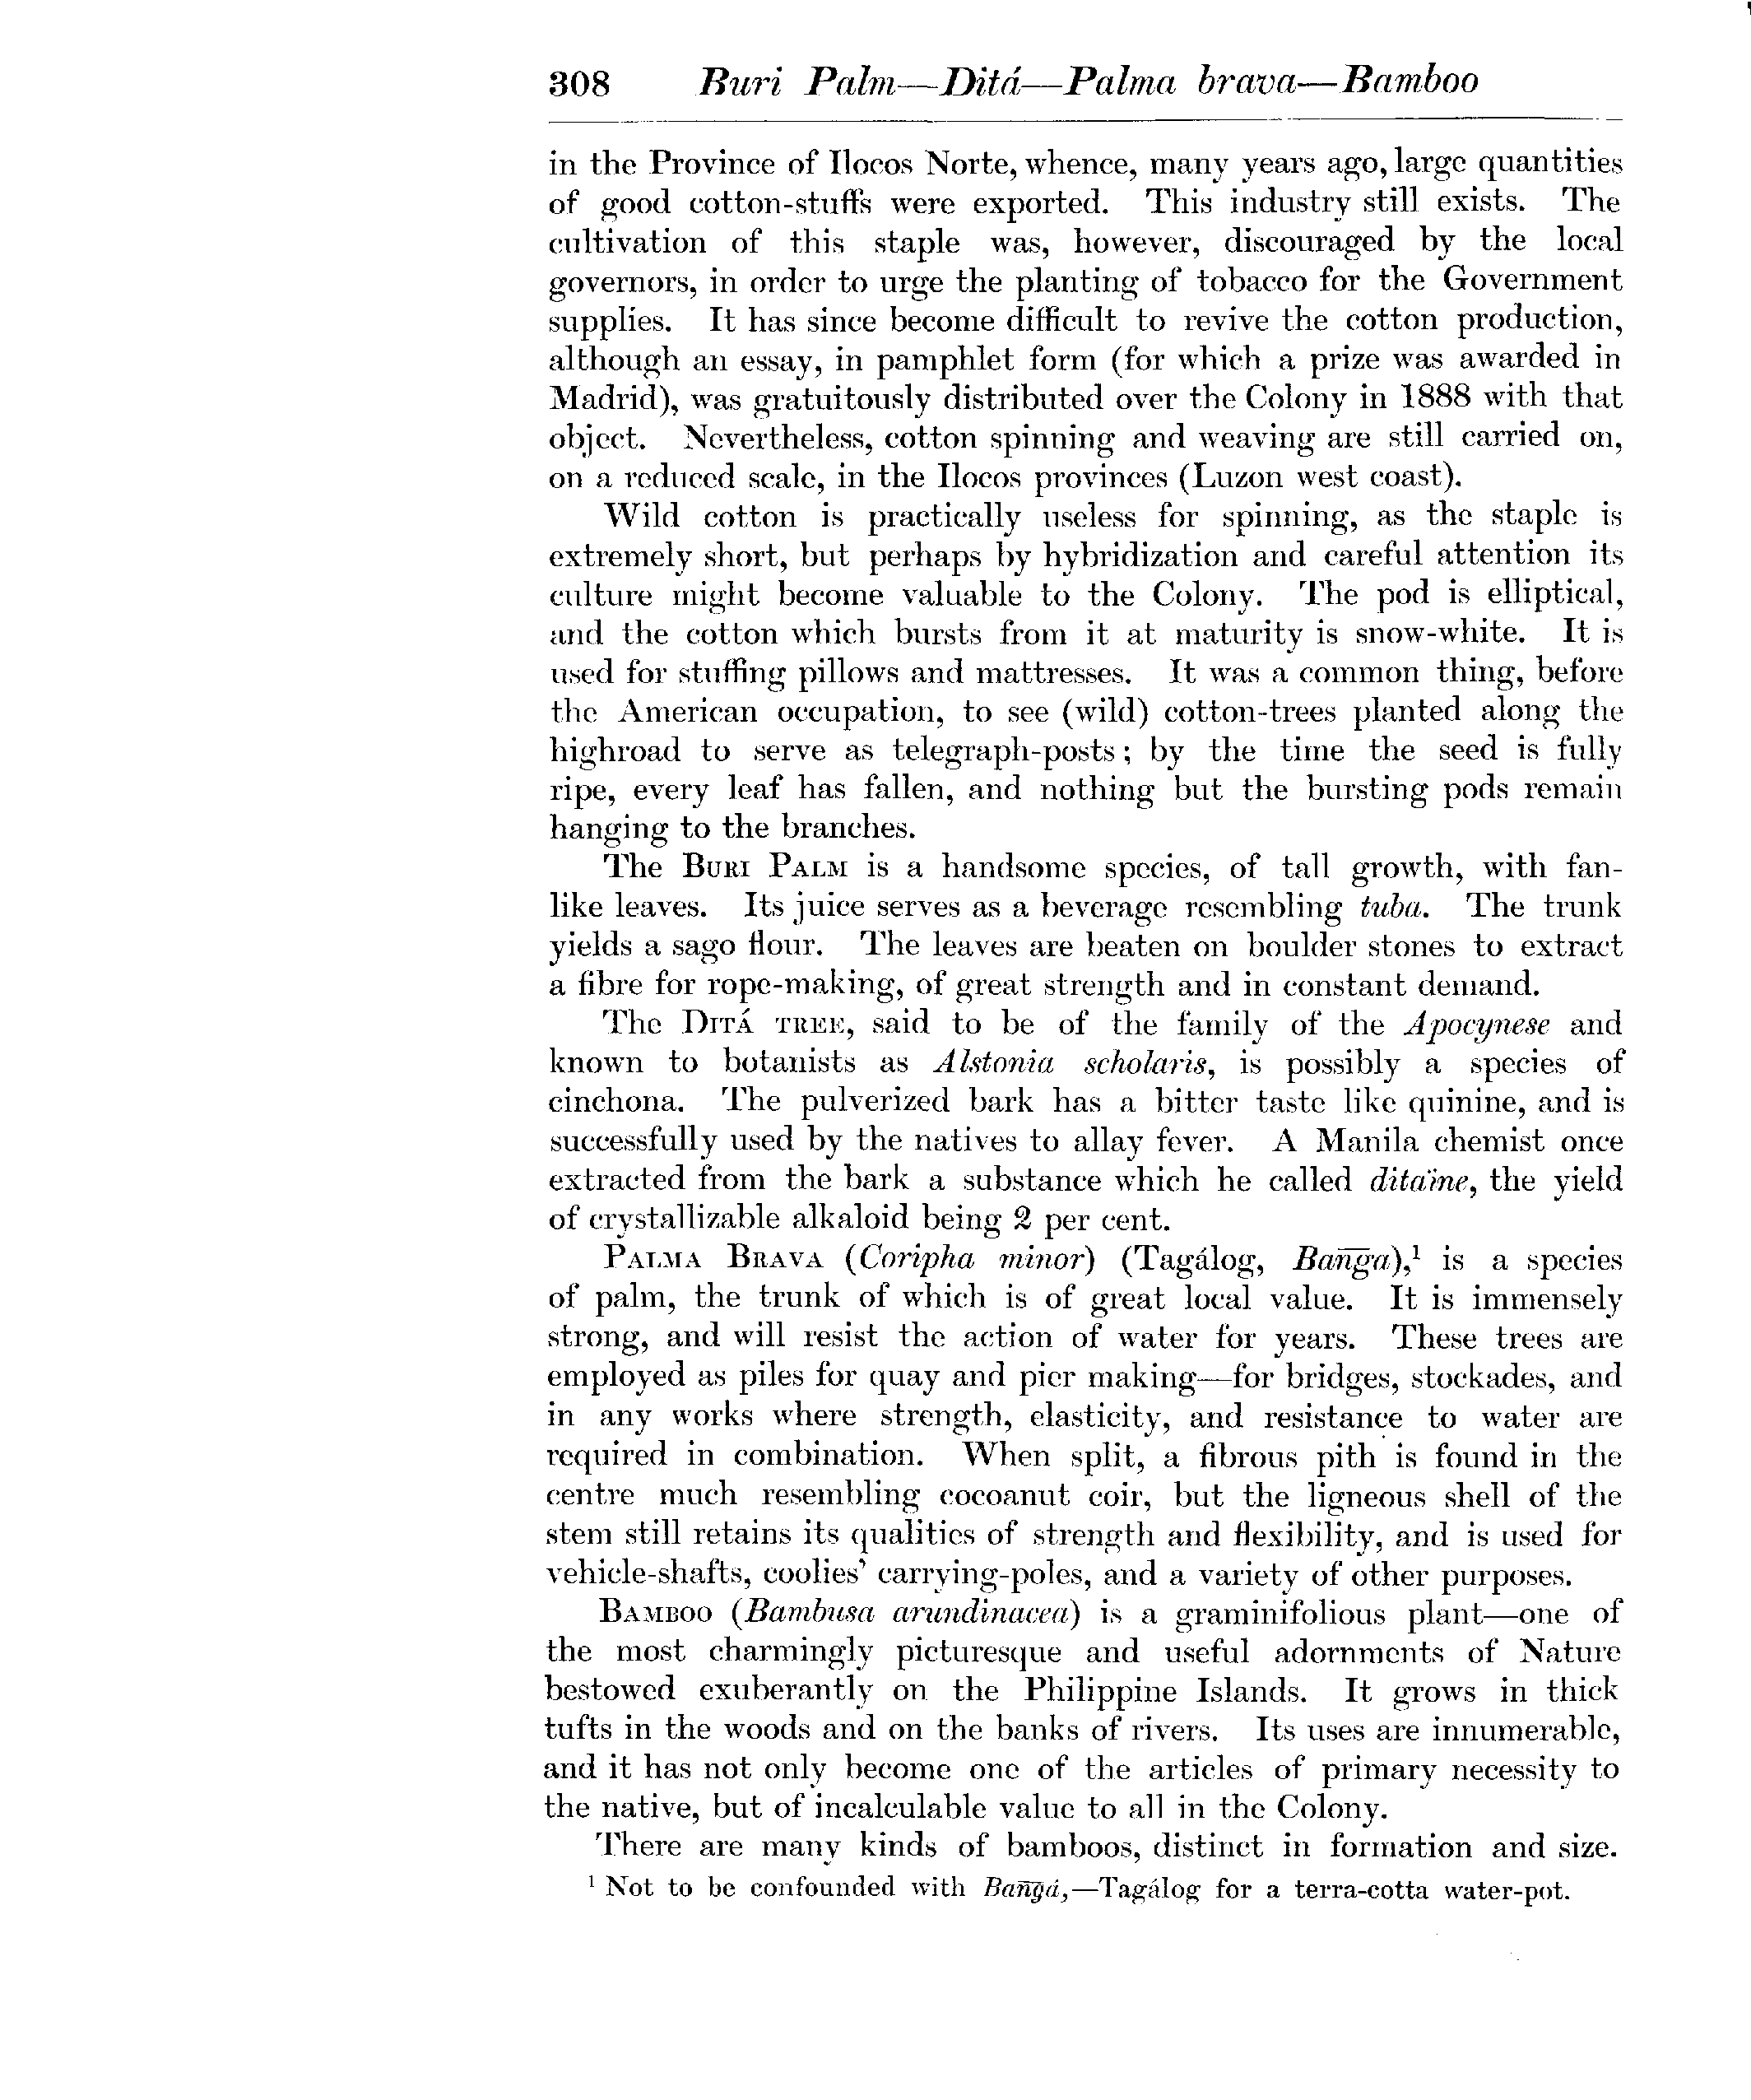 308 Buri Palm—Ditá—Palma brava—Bamboo
in the Province of Ilocos Norte, whence, many years ago, large quantities
of good cotton-stuffs were exported. This industry still exists. The
cultivation of this staple was, however, discouraged by the local
governors, in order to urge the planting of tobacco for the Government
supplies. It has since become difficult to revive the cotton production,
although an essay, in pamphlet form (for which a prize was awarded in
Madrid), was gratuitously distributed over the Colony in 1888 with that
object. Nevertheless, cotton spinning and weaving are still carried on,
on a reduced scale, in the Ilocos provinces (Luzon west coast).
Wild cotton is practically useless for spinning, as the staple is
extremely short, but perhaps by hybridization and careful attention its
culture might become valuable to the Colony. The pod is elliptical,
and the cotton which bursts from it at maturity is snow-white. It is
used for stuffing pillows and mattresses. It was a common thing, before
the American occupation, to see (wild) cotton-trees planted along the
highroad to serve as telegraph-posts; by the time the seed is fully
ripe, every leaf has fallen, and nothing but the bursting pods remain
hanging to the branches.
The Buri Palm is a handsome species, of tall growth, with fan-
like leaves. Its juice serves as a beverage resembling tuba. The trunk
yields a sago flour. The leaves are beaten on boulder stones to extract
a fibre for rope-making, of great strength and in constant demand.
The Ditá tree, said to be of the family of the Apocynese and
known to botanists as Alstonia scholaris, is possibly a species of
cinchona. The pulverized bark has a bitter taste like quinine, and is
successfully used by the natives to allay fever. A Manila chemist once
extracted from the bark a substance which he called ditaïne, the yield
of crystallizable alkaloid being 2 per cent.
Palma Brava (Coripha minor) (Tagálog, Bañga),¹ is a species
of palm, the trunk of which is of great local value. It is immensely
strong, and will resist the action of water for years. These trees are
employed as piles for quay and pier making—for bridges, stockades, and
in any works where strength, elasticity, and resistance to water are
required in combination. When split, a fibrous pith is found in the
centre much resembling cocoanut coir, but the ligneous shell of the
stem still retains its qualities of strength and flexibility, and is used for
vehicle-shafts, coolies' carrying-poles, and a variety of other purposes.
Bamboo (Bambusa arundinacea) is a graminifolious plant—one of
the most charmingly picturesque and useful adornments of Nature
bestowed exuberantly on the Philippine Islands. It grows in thick
tufts in the woods and on the banks of rivers. Its uses are innumerable,
and it has not only become one of the articles of primary necessity to
the native, but of incalculable value to all in the Colony.
There are many kinds of bamboos, distinct in formation and size.
¹ Not to be confounded with Bañgá,—Tagálog for a terra-cotta water-pot.